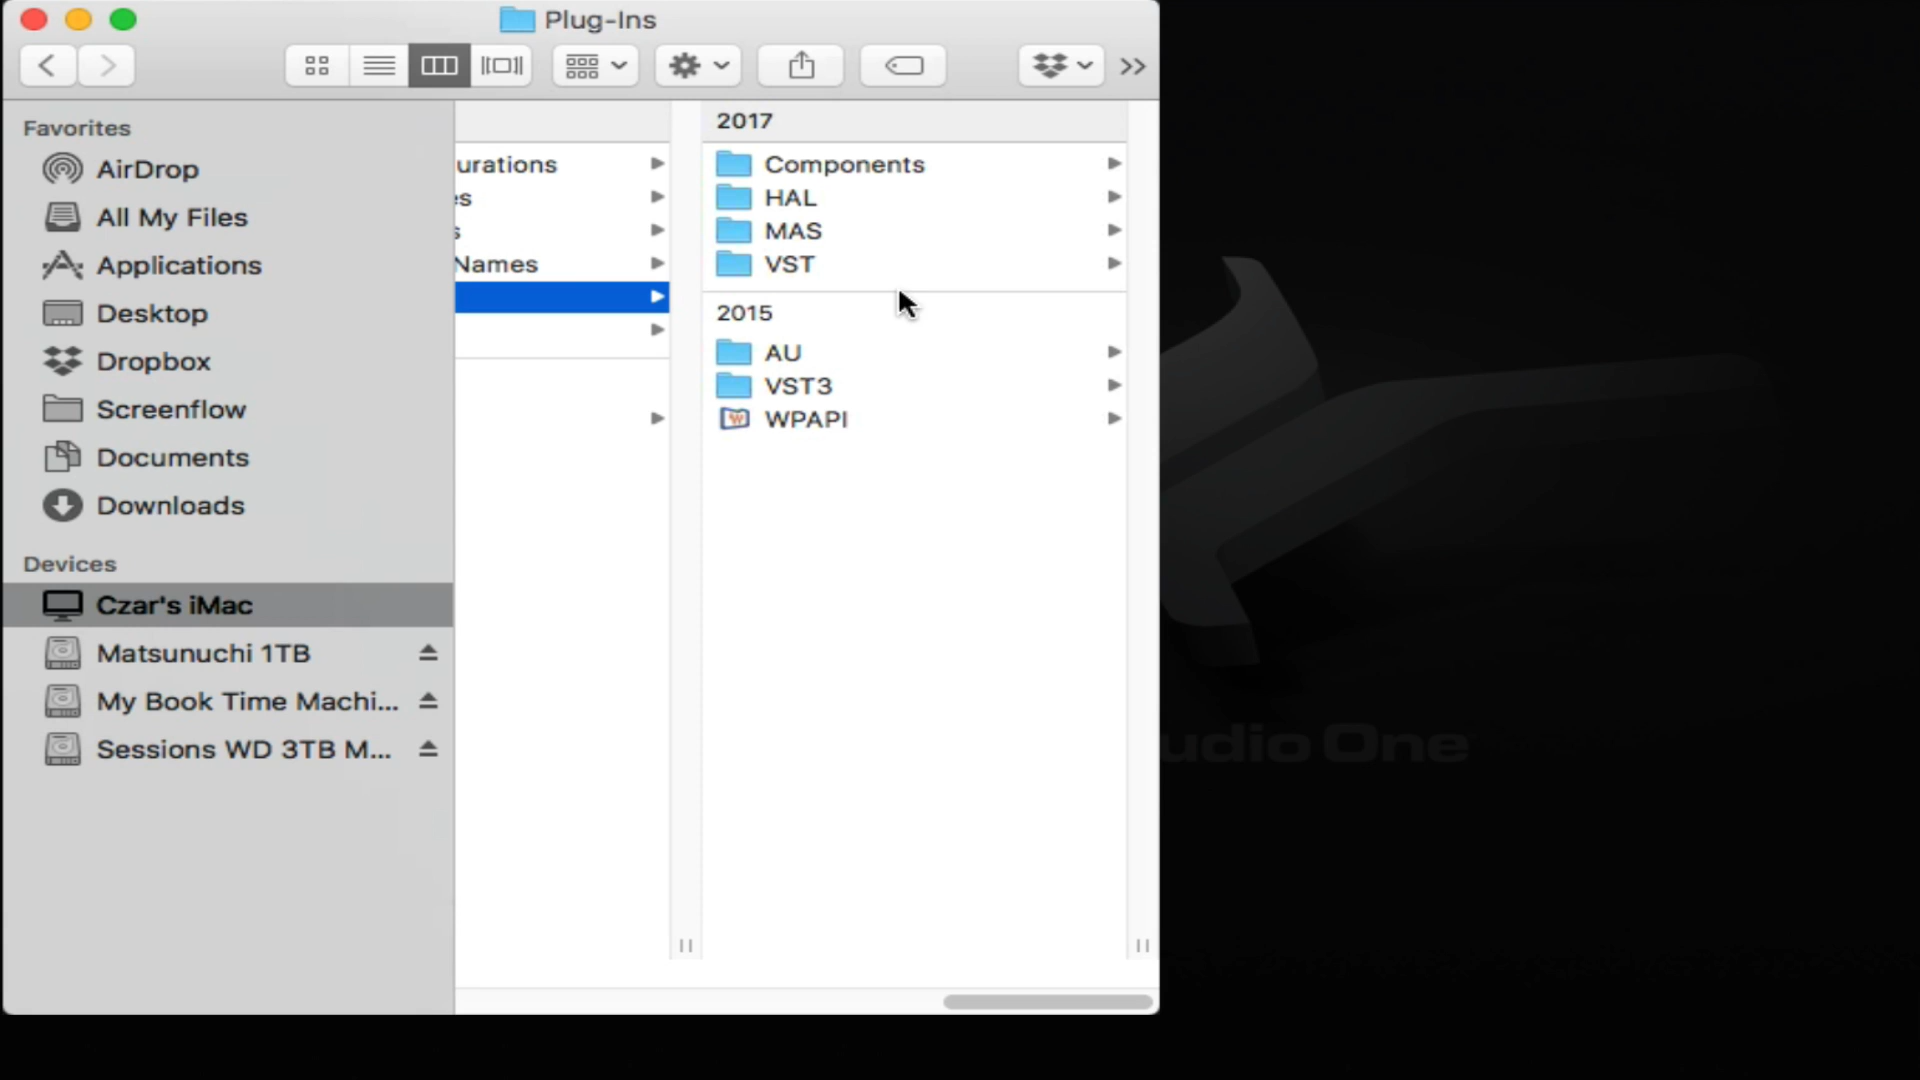 Plug-Ins
Favorites
AirDrop
All My Files
Applications
Desktop
Dropbox
Screenflow
Documents
Downloads
Devices
Czar's iMac
Matsunuchi 1TB
My Book Time Machi...
Sessions WD 3TB M...
urations
es
s
Names
2017
Components
HAL
MAS
VST
2015
AU
VST3
WPAPI
udio One